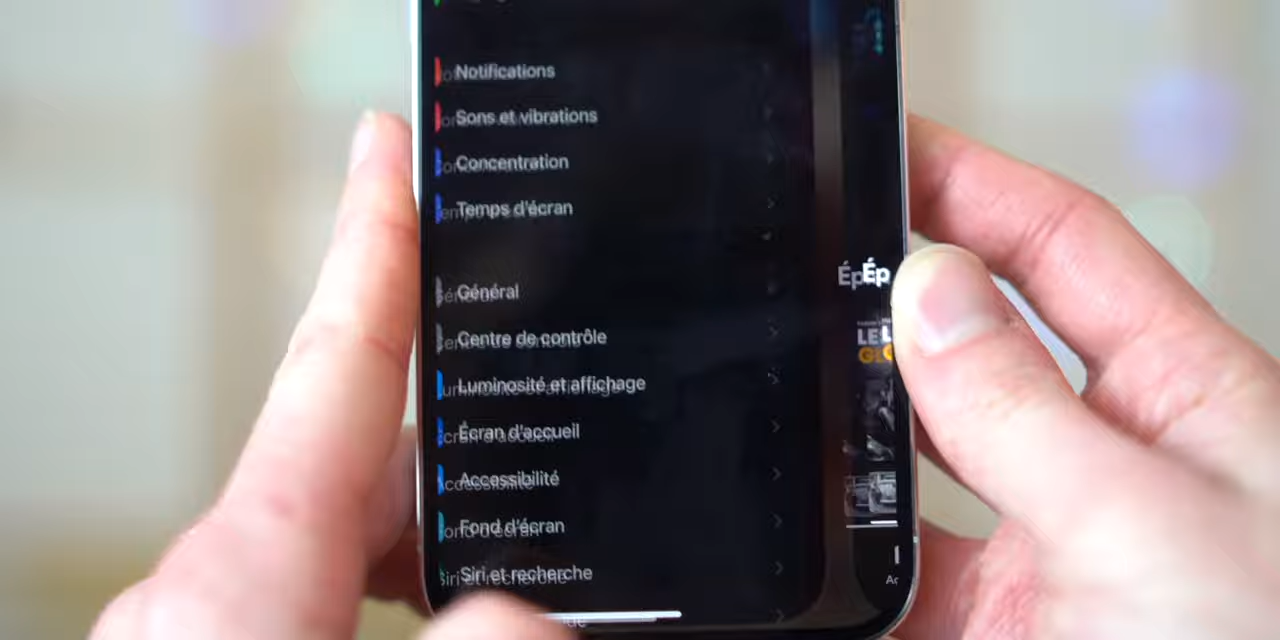 Notifications
Sons et vibrations
Concentration
Temps d'écran
Général
Centre de contrôle
Luminosité et affichage
Écran d'accueil
Accessibilité
Fond d'écran
Siri et recherche
Ép
LE